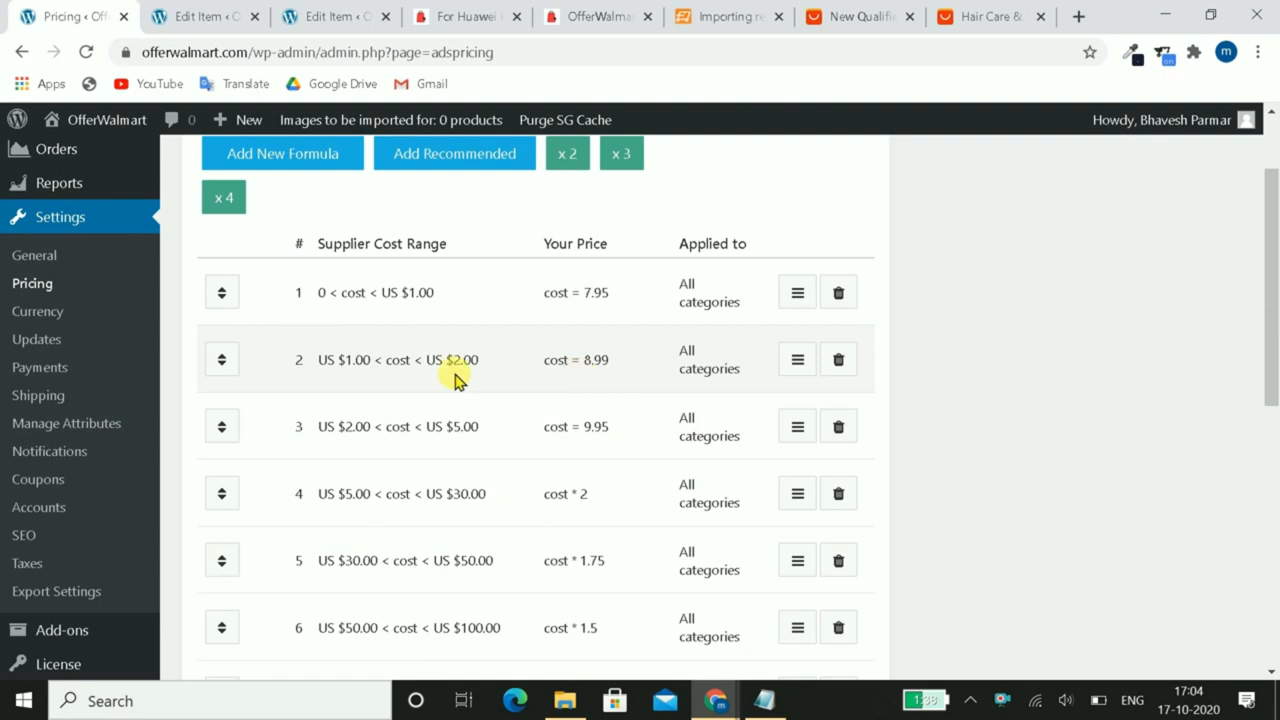 Pricing ‹ Off
Edit Item ‹ O
Edit Item ‹ O
For Huawei
OfferWalma
Importing re
New Qualifi
Hair Care &
offerwalmart.com/wp-admin/admin.php?page=adspricing
m
on
Apps
YouTube
Translate
Google Drive
Gmail
OfferWalmart
0
New
Images to be imported for: 0 products
Purge SG Cache
Howdy, Bhavesh Parmar
Orders
Reports
Settings
General
Pricing
Currency
Updates
Payments
Shipping
Manage Attributes
Notifications
Coupons
Accounts
SEO
Taxes
Export Settings
Add-ons
License
Add New Formula
Add Recommended
x 2
x 3
x 4
# Supplier Cost Range Your Price Applied to
1 0 < cost < US $1.00 cost = 7.95 All
categories
2 US $1.00 < cost < US $2.00 cost = 8.99 All
categories
3 US $2.00 < cost < US $5.00 cost = 9.95 All
categories
4 US $5.00 < cost < US $30.00 cost * 2 All
categories
5 US $30.00 < cost < US $50.00 cost * 1.75 All
categories
6 US $50.00 < cost < US $100.00 cost * 1.5 All
categories
Search
1:38
ENG
17:04
17-10-2020